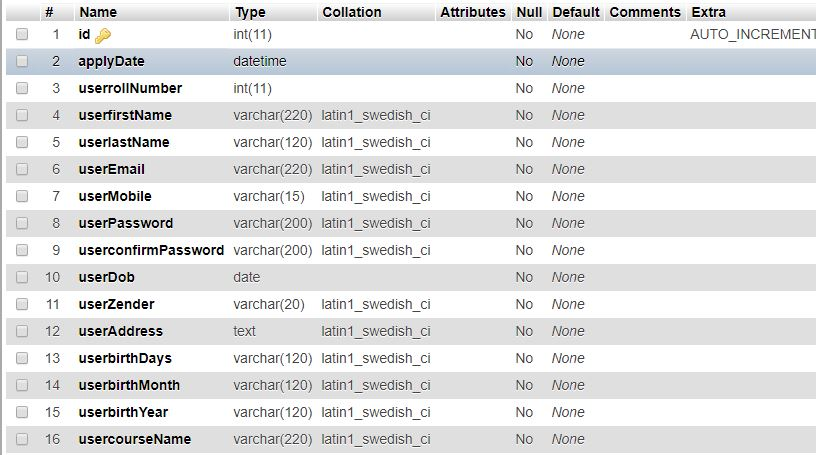 # Name Type Collation Attributes Null Default Comments Extra
1 id int(11) No None AUTO_INCREMENT
2 applyDate datetime No None
3 userrollNumber int(11) No None
4 userfirstName varchar(220) latin1_swedish_ci No None
5 userlastName varchar(120) latin1_swedish_ci No None
6 userEmail varchar(220) latin1_swedish_ci No None
7 userMobile varchar(15) latin1_swedish_ci No None
8 userPassword varchar(200) latin1_swedish_ci No None
9 userconfirmPassword varchar(200) latin1_swedish_ci No None
10 userDob date No None
11 userZender varchar(20) latin1_swedish_ci No None
12 userAddress text latin1_swedish_ci No None
13 userbirthDays varchar(120) latin1_swedish_ci No None
14 userbirthMonth varchar(120) latin1_swedish_ci No None
15 userbirthYear varchar(120) latin1_swedish_ci No None
16 usercourseName varchar(220) latin1_swedish_ci No None